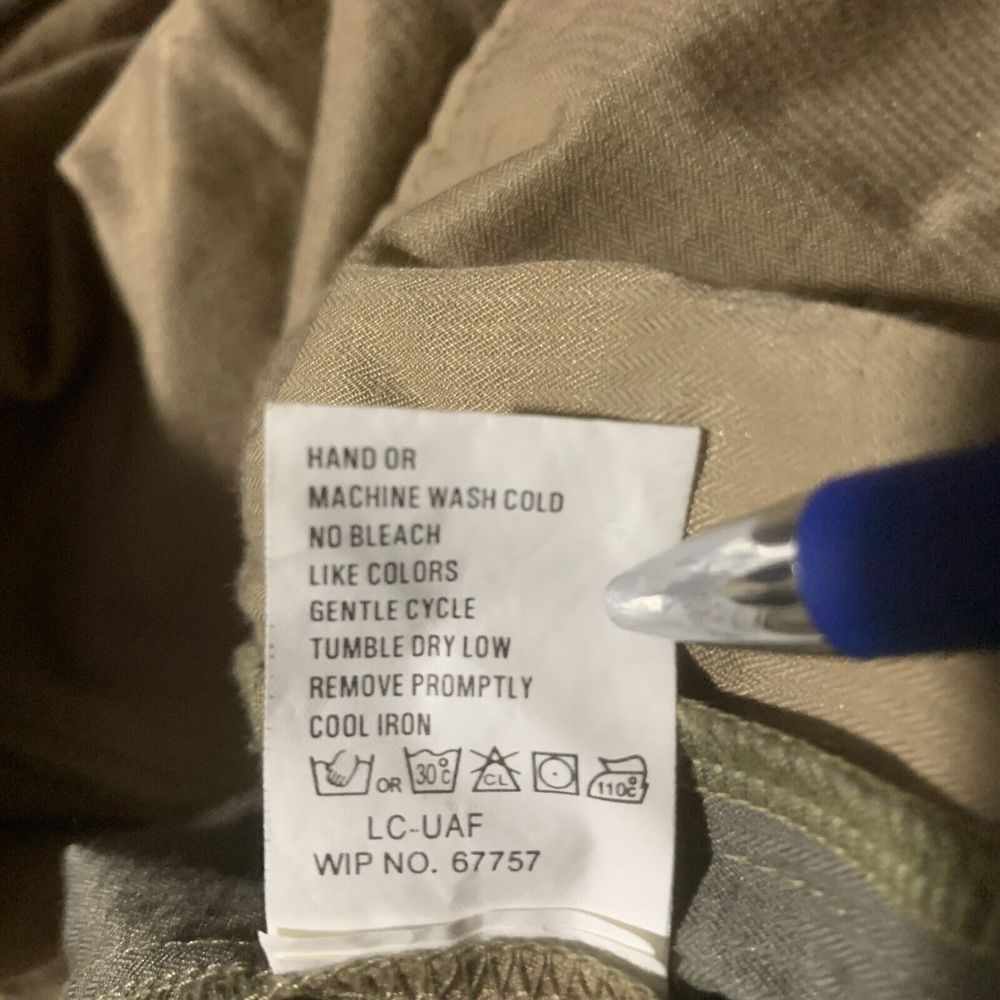 HAND OR
MACHINE WASH COLD
NO BLEACH
LIKE COLORS
GENTLE CYCLE
TUMBLE DRY LOW
REMOVE PROMPTLY
COOL IRON
OR 30°C CL 110°C
LC-UAF
WIP NO. 67757